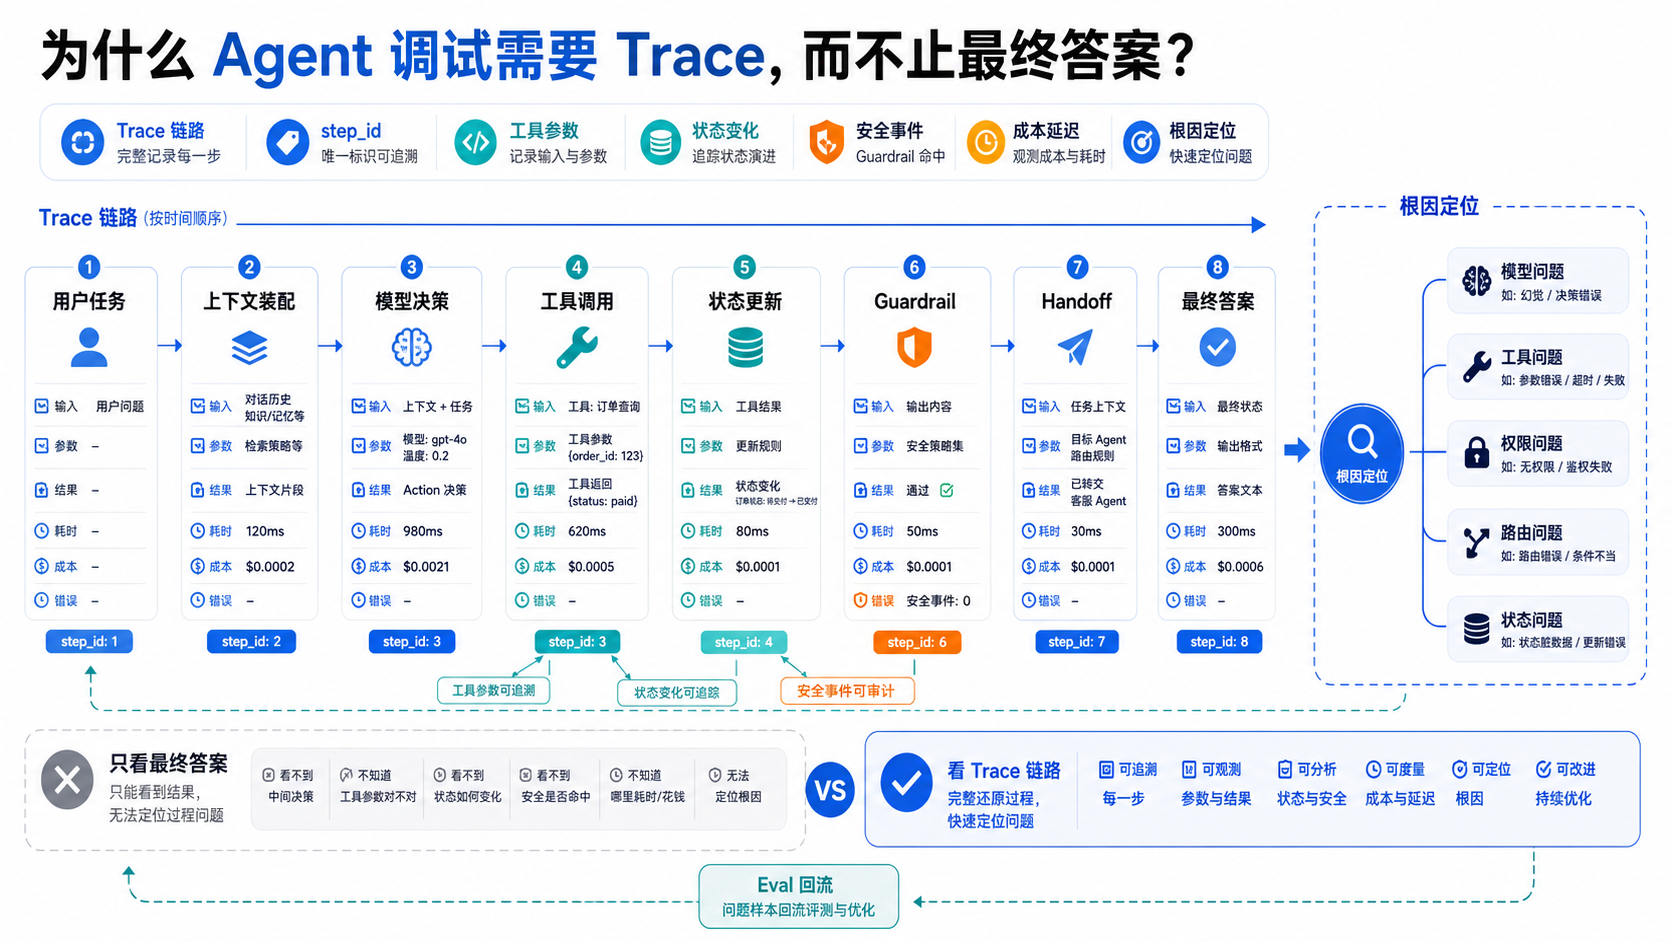 为什么 Agent 调试需要 Trace，而不止最终答案？
Trace 链路
完整记录每一步
step_id
唯一标识可追溯
工具参数
记录输入与参数
状态变化
追踪状态演进
安全事件
Guardrail 命中
成本延迟
观测成本与耗时
根因定位
快速定位问题
Trace 链路 (按时间顺序)
1
用户任务
输入 用户问题
参数 –
结果 –
耗时 –
成本 –
错误 –
step_id: 1
2
上下文装配
输入 对话历史
知识/记忆等
参数 检索策略等
结果 上下文片段
耗时 120ms
成本 $0.0002
错误 –
step_id: 2
3
模型决策
输入 上下文 + 任务
参数 模型: gpt-4o
温度: 0.2
结果 Action 决策
耗时 980ms
成本 $0.0021
错误 –
step_id: 3
4
工具调用
输入 工具: 订单查询
参数 工具参数
{order_id: 123}
结果 工具返回
{status: paid}
耗时 620ms
成本 $0.0005
错误 –
step_id: 3
5
状态更新
输入 工具结果
参数 更新规则
结果 状态变化
订单状态: 待交付 → 已交付
耗时 80ms
成本 $0.0001
错误 –
step_id: 4
6
Guardrail
输入 输出内容
参数 安全策略集
结果 通过
耗时 50ms
成本 $0.0001
错误 安全事件: 0
step_id: 6
7
Handoff
输入 任务上下文
参数 目标 Agent
路由规则
结果 已转交
客服 Agent
耗时 30ms
成本 $0.0001
错误 –
step_id: 7
8
最终答案
输入 最终状态
参数 输出格式
结果 答案文本
耗时 300ms
成本 $0.0006
错误 –
step_id: 8
工具参数可追溯
状态变化可追踪
安全事件可审计
根因定位
根因定位
模型问题
如: 幻觉 / 决策错误
工具问题
如: 参数错误 / 超时 / 失败
权限问题
如: 无权限 / 鉴权失败
路由问题
如: 路由错误 / 条件不当
状态问题
如: 状态脏数据 / 更新错误
只看最终答案
只能看到结果，
无法定位过程问题
看不到
中间决策
不知道
工具参数对不对
看不到
状态如何变化
看不到
安全是否命中
不知道
哪里耗时/花钱
无法
定位根因
VS
看 Trace 链路
完整还原过程，
快速定位问题
可追溯
每一步
可观测
参数与结果
可分析
状态与安全
可度量
成本与延迟
可定位
根因
可改进
持续优化
Eval 回流
问题样本回流评测与优化